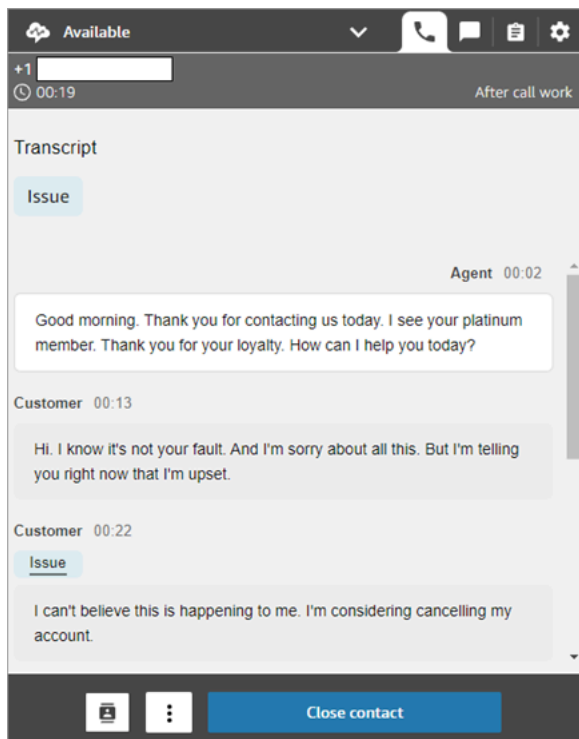 Available
+1
00:19
After call work
Transcript
Issue
Agent 00:02
Good morning. Thank you for contacting us today. I see your platinum
member. Thank you for your loyalty. How can I help you today?
Customer 00:13
Hi. I know it's not your fault. And I'm sorry about all this. But I'm telling
you right now that I'm upset.
Customer 00:22
Issue
I can't believe this is happening to me. I'm considering cancelling my
account.
Close contact